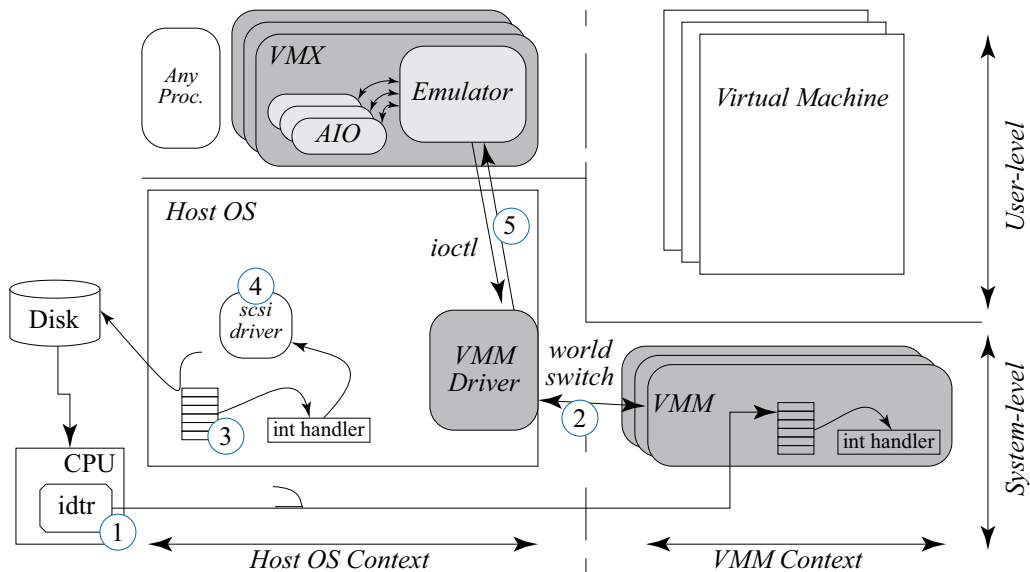 VMX
Any
Proc.
Emulator
AIO
Virtual Machine
User-level
Host OS
5
ioctl
4
scsi
driver
Disk
VMM
Driver
world
switch
2
VMM
3
int handler
int handler
System-level
CPU
idtr
1
Host OS Context
VMM Context